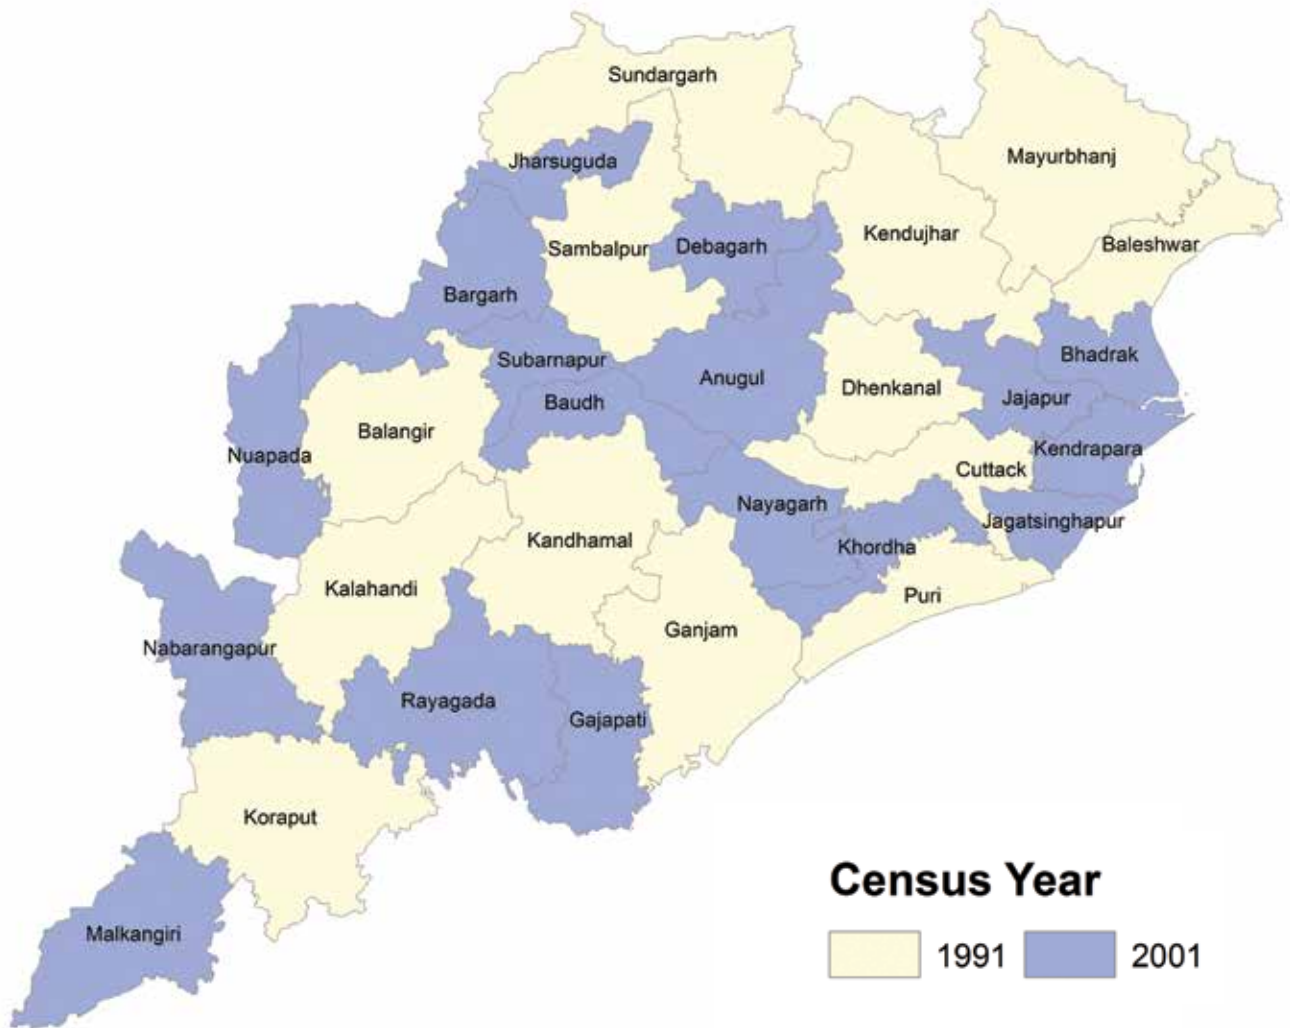 Sundargarh
Mayurbhanj
Jharsuguda
Kendujhar
Baleshwar
Debagarh
Sambalpur
Bargarh
Bhadrak
Subarnapur
Anugul
Dhenkanal
Jajapur
Baudh
Balangir
Kendrapara
Nuapada
Cuttack
Nayagarh
Jagatsinghapur
Kandhamal
Khordha
Kalahandi
Puri
Ganjam
Nabarangapur
Rayagada
Gajapati
Koraput
Malkangiri
Census Year
1991 2001